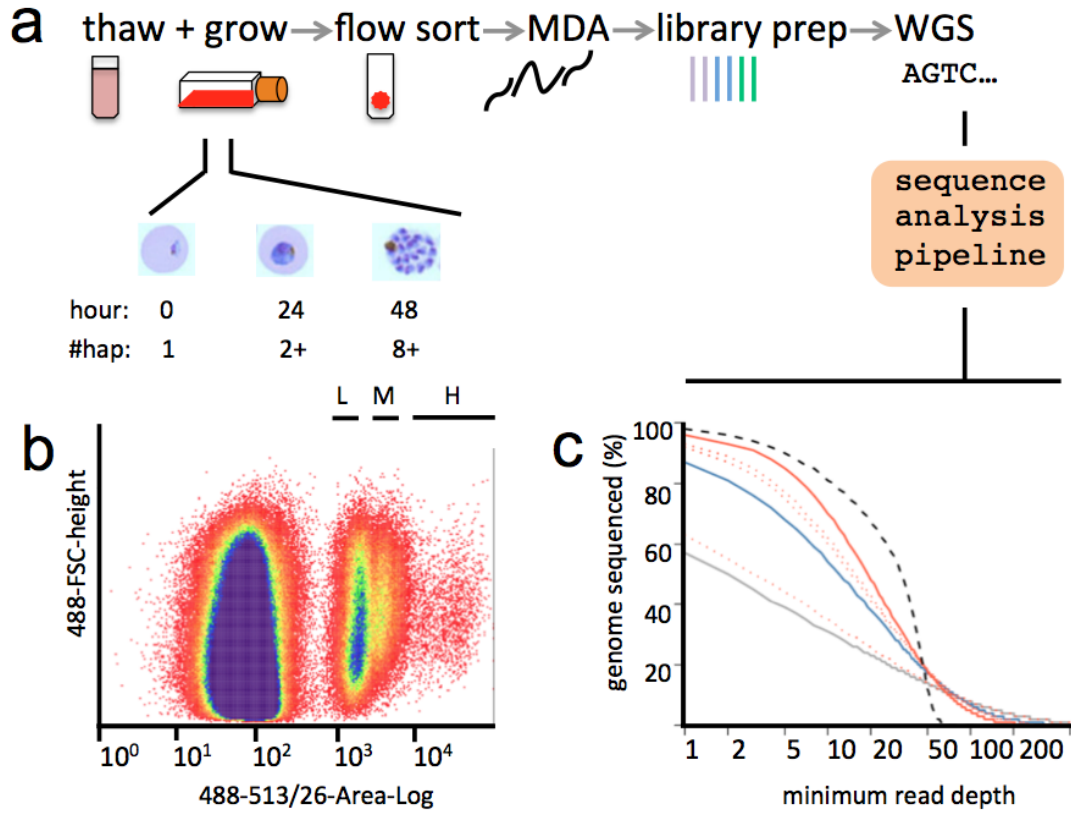 a
thaw + grow → flow sort → MDA → library prep → WGS
AGTC...
sequence
analysis
pipeline
hour: 0 24 48
#hap: 1 2+ 8+
L M H
b
488-FSC-height
10⁰ 10¹ 10² 10³ 10⁴
488-513/26-Area-Log
c
genome sequenced (%)
100
80
60
40
20
1 2 5 10 20 50 100 200
minimum read depth